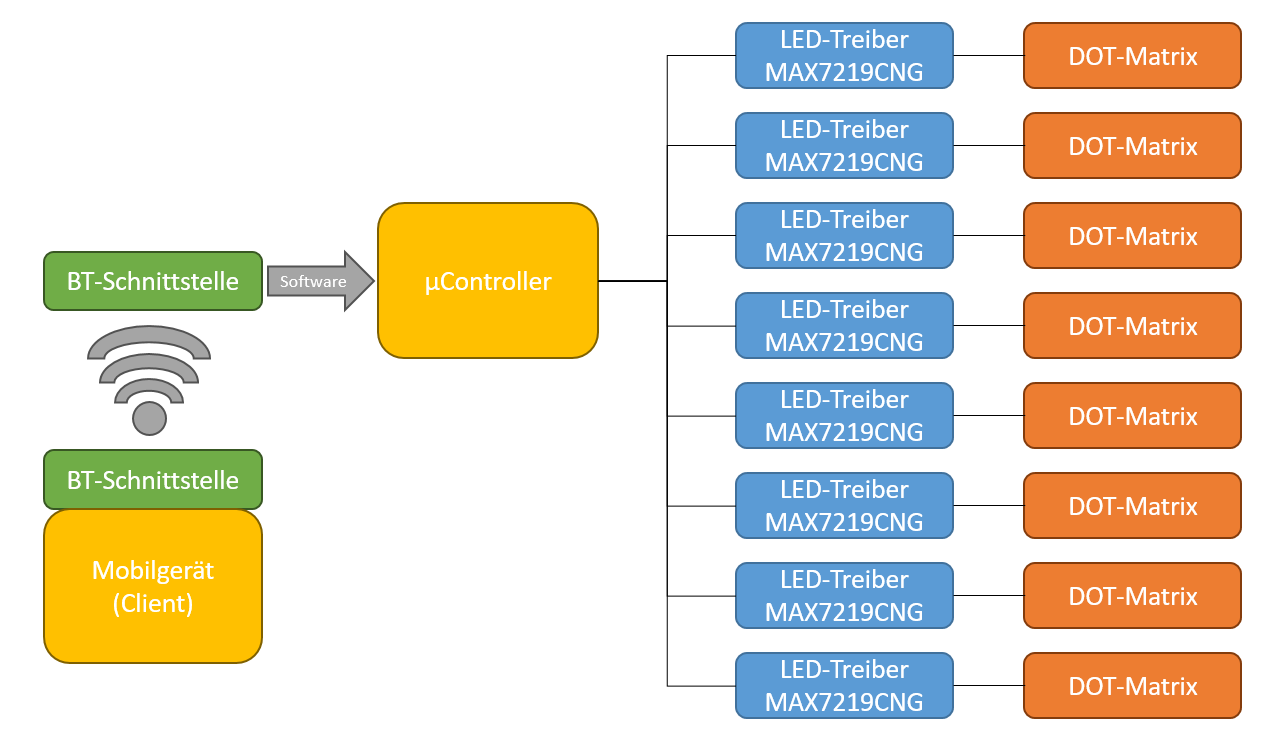 LED-Treiber
MAX7219CNG
DOT-Matrix
LED-Treiber
MAX7219CNG
DOT-Matrix
LED-Treiber
MAX7219CNG
DOT-Matrix
BT-Schnittstelle
Software
µController
LED-Treiber
MAX7219CNG
DOT-Matrix
LED-Treiber
MAX7219CNG
DOT-Matrix
BT-Schnittstelle
LED-Treiber
MAX7219CNG
DOT-Matrix
Mobilgerät
(Client)
LED-Treiber
MAX7219CNG
DOT-Matrix
LED-Treiber
MAX7219CNG
DOT-Matrix